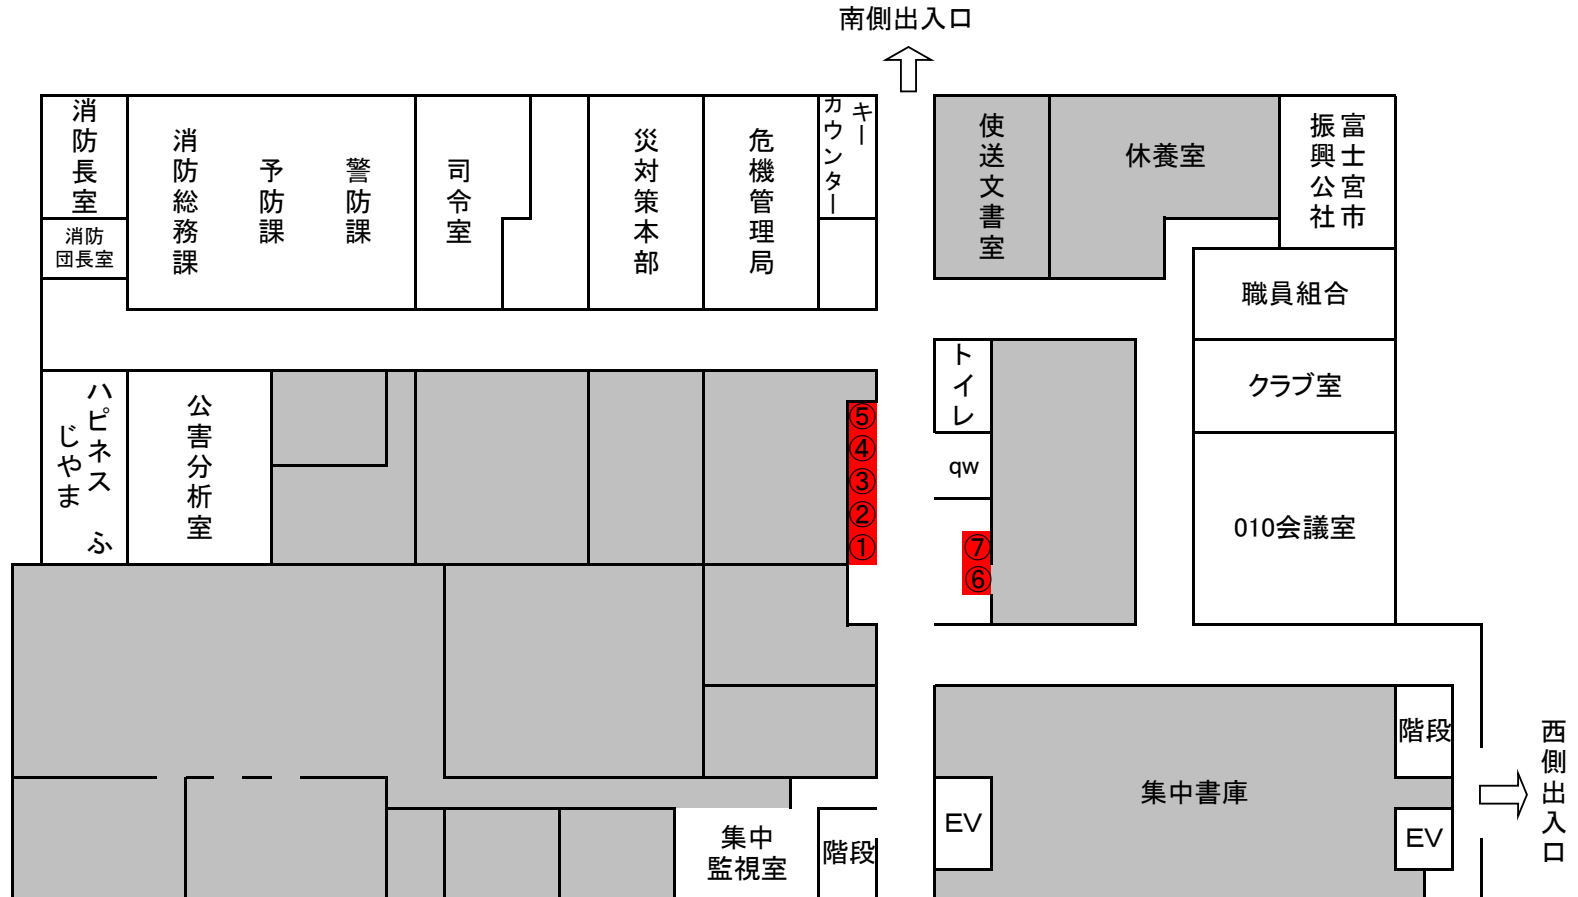 南側出入口
消防長室
消防
団長室
消防総務課
予防課
警防課
司令室
災対策本部
危機管理局
キー
カウンター
使送文書室
休養室
富士宮市
振興公社
職員組合
クラブ室
010会議室
トイレ
qw
ハピネス ふ
じやま
公害分析室
⑤
④
③
②
①
⑦
⑥
階段
集中書庫
EV
EV
集中
監視室
階段
西側出入口